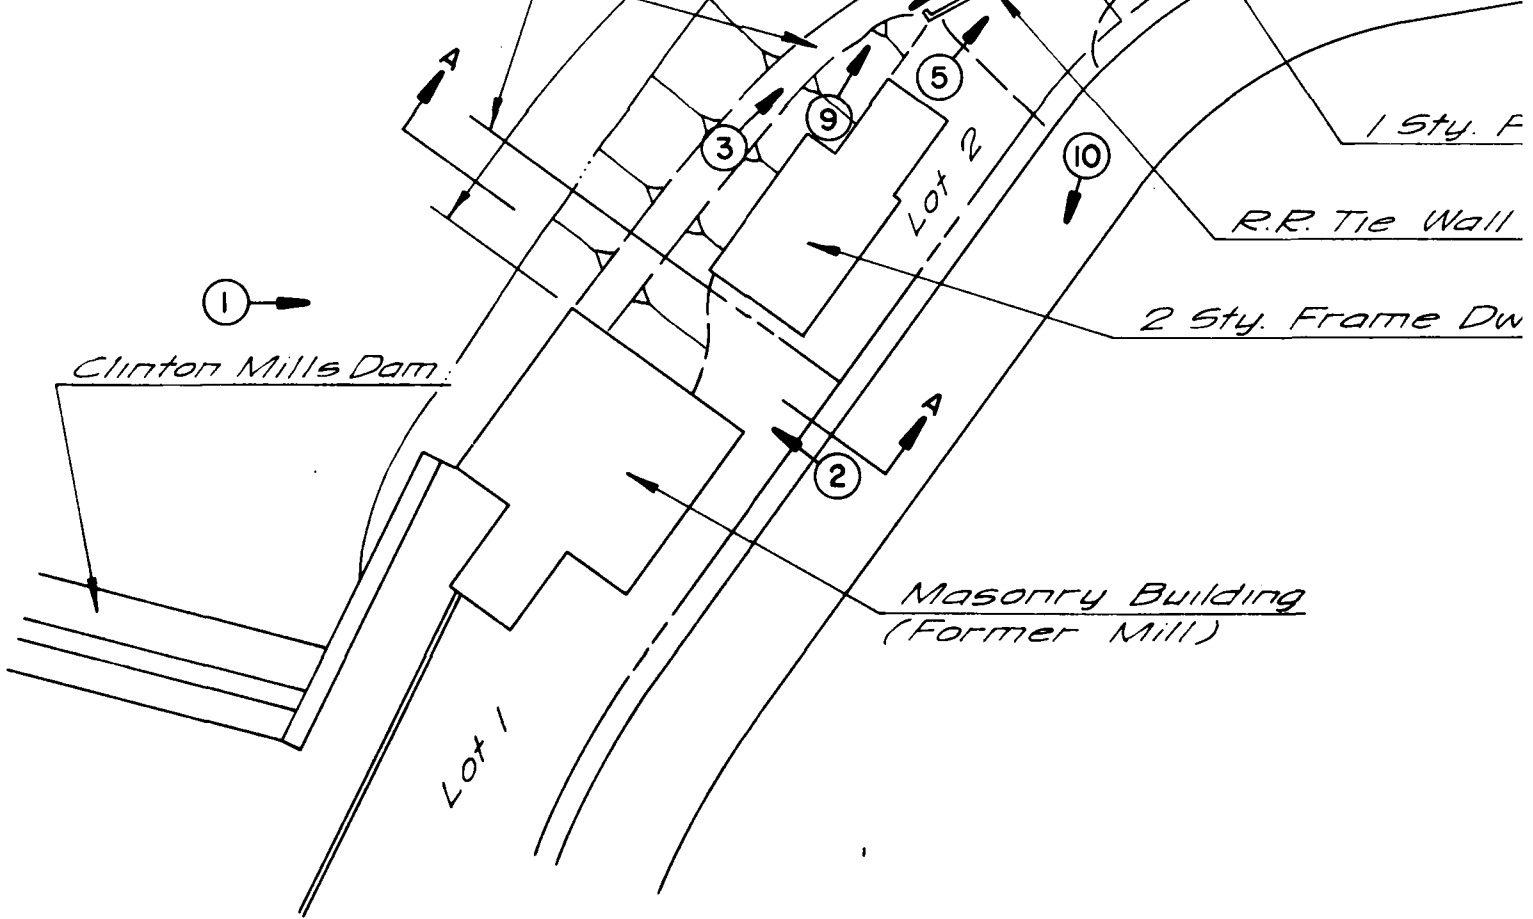 A
5
9
1 Sty.
3
10
Lot 2
R.R. Tie Wall
1
2 Sty. Frame
Clinton Mills Dam
A
2
Masonry Building
(Former Mill)
Lot 1